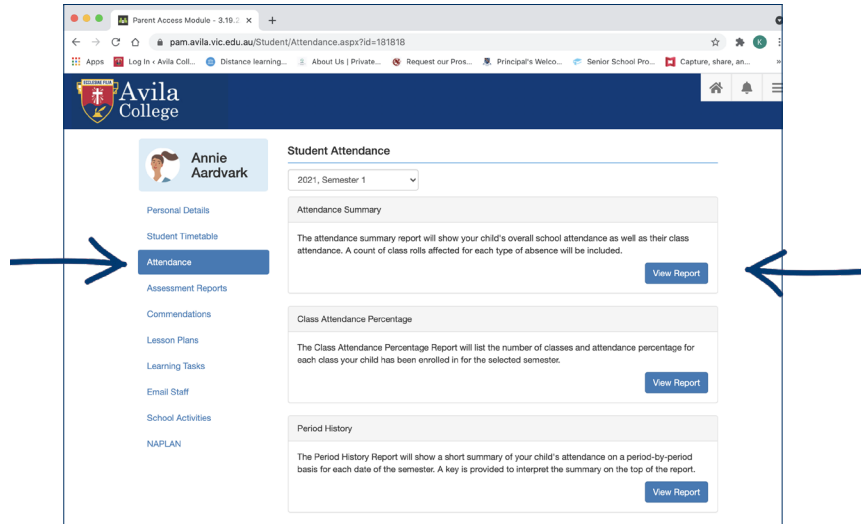 Parent Access Module - 3.19.2
pam.avila.vic.edu.au/Student/Attendance.aspx?id=181818
K
Apps
Log In ‹ Avila Coll...
Distance learning...
About Us | Private...
Request our Pros...
Principal's Welco...
Senior School Pro...
Capture, share, an...
»
Avila
College
Annie
Aardvark
Personal Details
Student Timetable
Attendance
Assessment Reports
Commendations
Lesson Plans
Learning Tasks
Email Staff
School Activities
NAPLAN
Student Attendance
2021, Semester 1
Attendance Summary
The attendance summary report will show your child's overall school attendance as well as their class
attendance. A count of class rolls affected for each type of absence will be included.
View Report
Class Attendance Percentage
The Class Attendance Percentage Report will list the number of classes and attendance percentage for
each class your child has been enrolled in for the selected semester.
View Report
Period History
The Period History Report will show a short summary of your child's attendance on a period-by-period
basis for each date of the semester. A key is provided to interpret the summary on the top of the report.
View Report